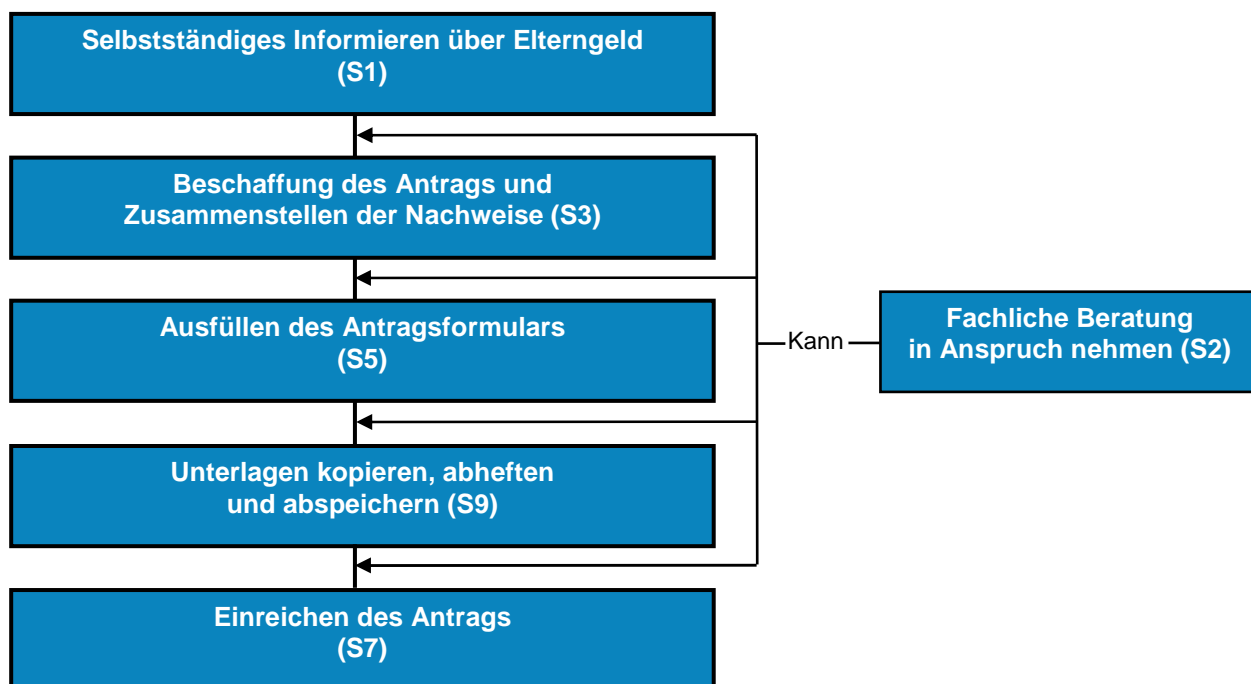 Selbstständiges Informieren über Elterngeld
(S1)
Beschaffung des Antrags und
Zusammenstellen der Nachweise (S3)
Ausfüllen des Antragsformulars
(S5)
Kann
Fachliche Beratung
in Anspruch nehmen (S2)
Unterlagen kopieren, abheften
und abspeichern (S9)
Einreichen des Antrags
(S7)